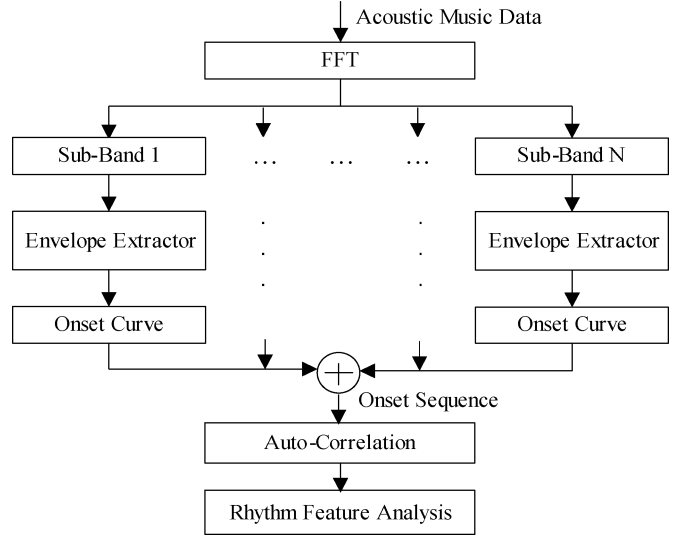 Acoustic Music Data
FFT
Sub-Band 1
... ... ...
Sub-Band N
Envelope Extractor
Envelope Extractor
Onset Curve
Onset Curve
Onset Sequence
Auto-Correlation
Rhythm Feature Analysis